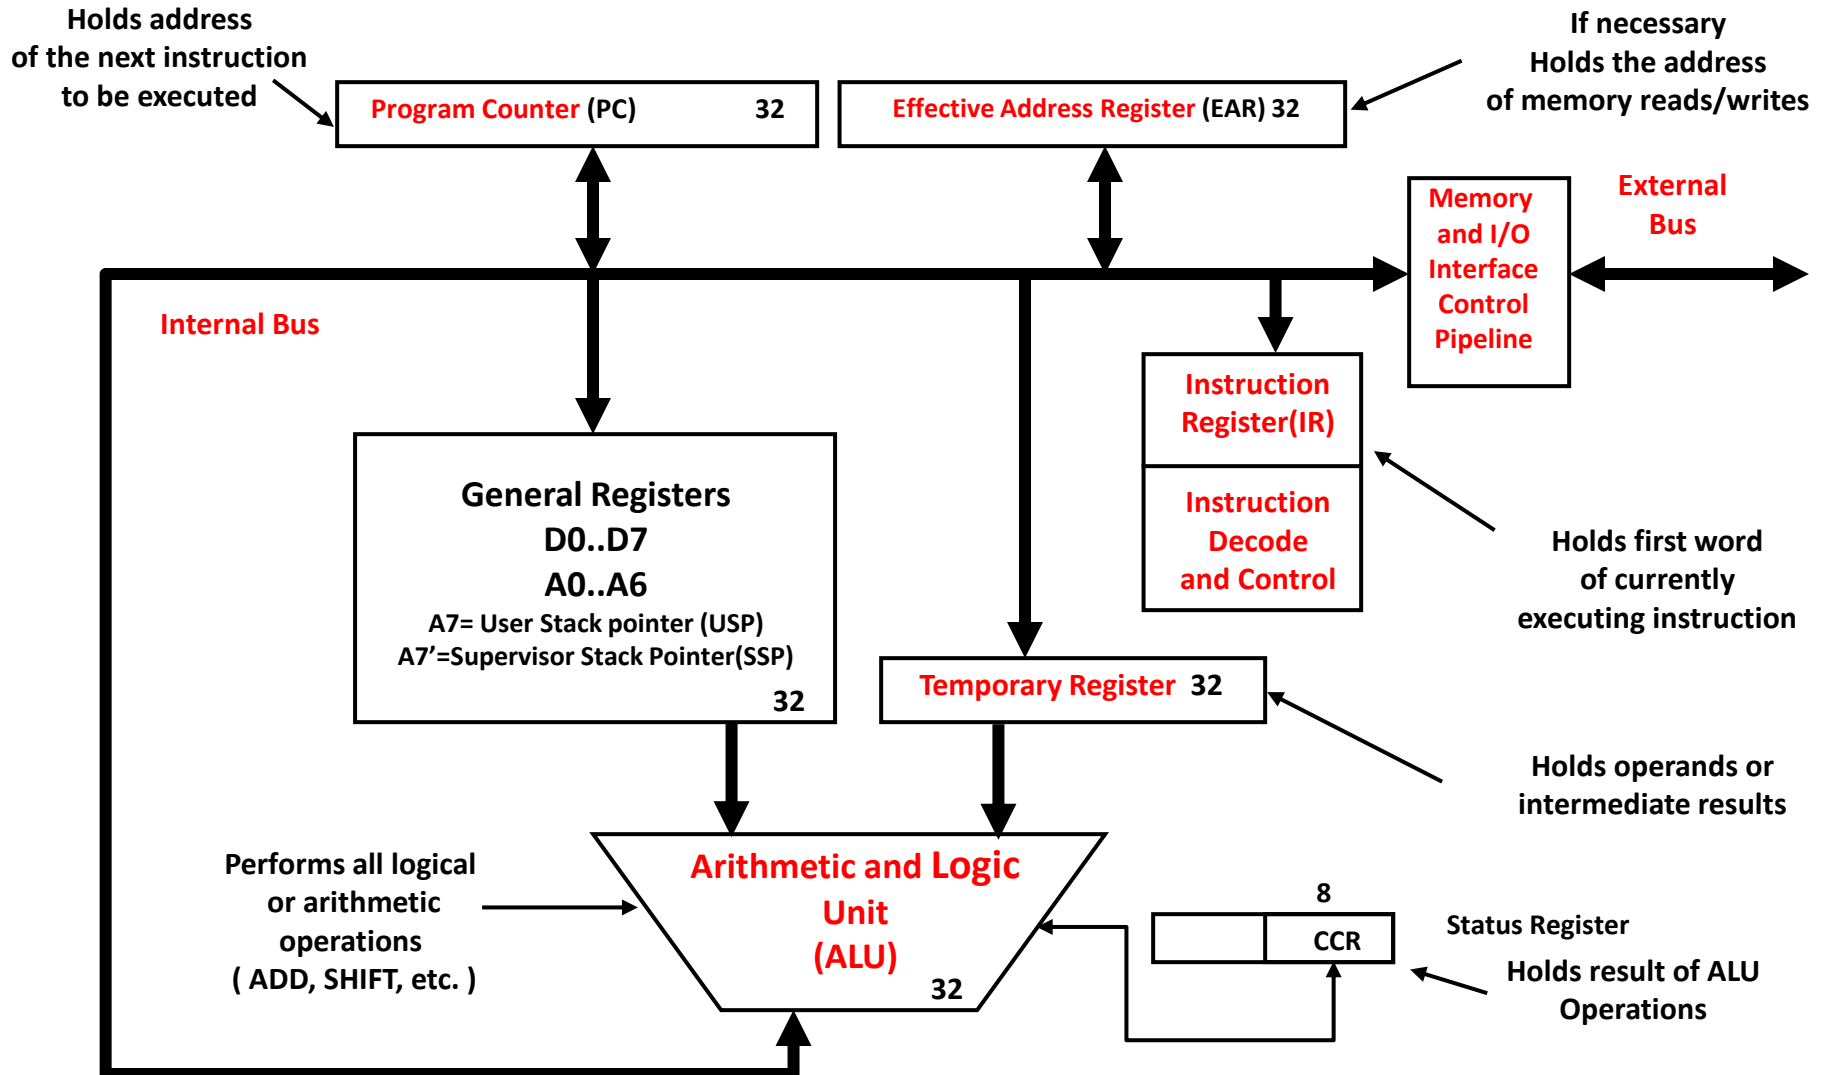 Holds address
of the next instruction
to be executed
Program Counter (PC) 32
Effective Address Register (EAR) 32
If necessary
Holds the address
of memory reads/writes
Memory
and I/O
Interface
Control
Pipeline
External
Bus
Internal Bus
Instruction
Register(IR)
Instruction
Decode
and Control
Holds first word
of currently
executing instruction
General Registers
D0..D7
A0..A6
A7= User Stack pointer (USP)
A7’=Supervisor Stack Pointer(SSP)
32
Temporary Register 32
Holds operands or
intermediate results
Performs all logical
or arithmetic
operations
( ADD, SHIFT, etc. )
Arithmetic and Logic
Unit
(ALU)
32
8
CCR
Status Register
Holds result of ALU
Operations